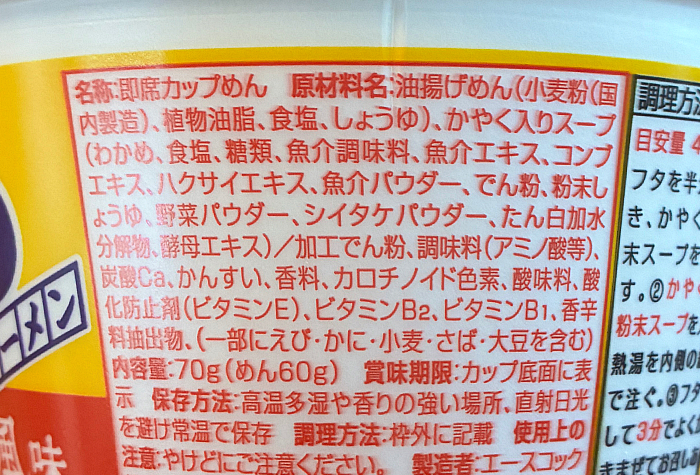 名称:即席カップめん 原材料名:油揚げめん(小麦粉(国
内製造)、植物油脂、食塩、しょうゆ)、かやく入りスープ
(わかめ、食塩、糖類、魚介調味料、魚介エキス、コンブ
エキス、ハクサイエキス、魚介パウダー、でん粉、粉末し
ょうゆ、野菜パウダー、シイタケパウダー、たん白加水
分解物、酵母エキス)/加工でん粉、調味料(アミノ酸等)、
炭酸Ca、かんすい、香料、カロチノイド色素、酸味料、酸
化防止剤(ビタミンE)、ビタミンB2、ビタミンB1、香辛
料抽出物、(一部にえび・かに・小麦・さば・大豆を含む)
内容量:70g(めん60g) 賞味期限:カップ底面に表
示 保存方法:高温多湿や香りの強い場所、直射日光
を避け常温で保存 調理方法:枠外に記載 使用上の
注意:やけどにご注意ください。 製造者:エースコック
調理方法
目安量 4
フタを半
き、かやく
末スープを
す。②かやく
粉末スープを
熱湯を内側の
で注ぐ。③フタ
して3分でよく
ーメン
味